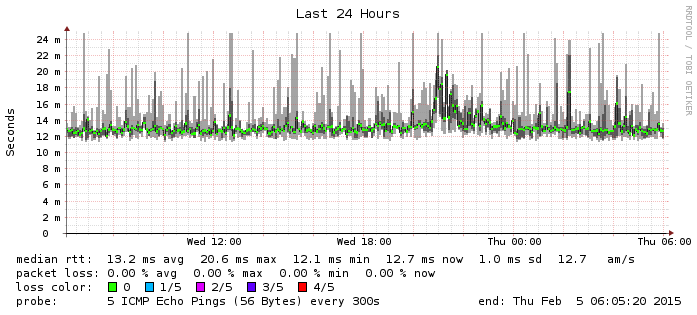 Last 24 Hours
RRDTOOL / TOBI OETIKER
Seconds
24 m
22 m
20 m
18 m
16 m
14 m
12 m
10 m
8 m
6 m
4 m
2 m
0
Wed 12:00 Wed 18:00 Thu 00:00 Thu 06:00
median rtt: 13.2 ms avg 20.6 ms max 12.1 ms min 12.7 ms now 1.0 ms sd 12.7 am/s
packet loss: 0.00 % avg 0.00 % max 0.00 % min 0.00 % now
loss color: 0 1/5 2/5 3/5 4/5
probe: 5 ICMP Echo Pings (56 Bytes) every 300s end: Thu Feb 5 06:05:20 2015